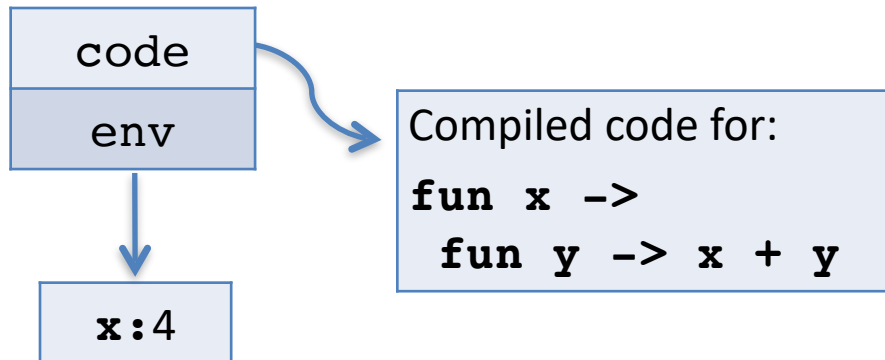 code
env
Compiled code for:
fun x ->
fun y -> x + y
x:4